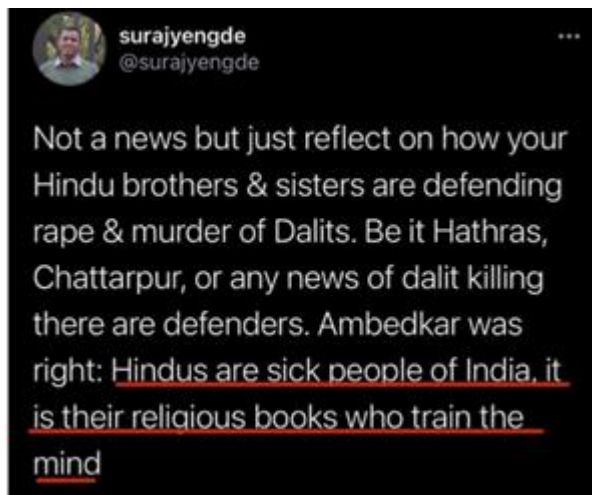 surajyengde
@surajyengde
Not a news but just reflect on how your
Hindu brothers & sisters are defending
rape & murder of Dalits. Be it Hathras,
Chattarpur, or any news of dalit killing
there are defenders. Ambedkar was
right: Hindus are sick people of India, it
is their religious books who train the
mind